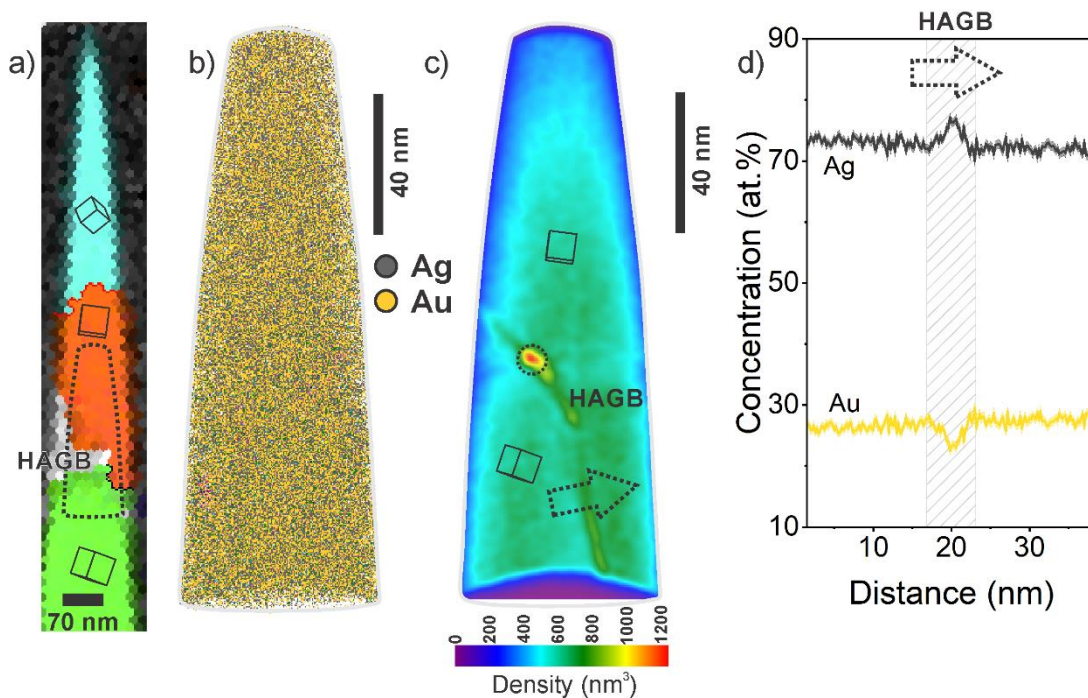 a)
HAGB
70 nm
b)
40 nm
Ag
Au
c)
40 nm
HAGB
0
200
400
600
800
1000
1200
Density (nm³)
d)
HAGB
90
70
50
30
10
Concentration (at. %)
Ag
Au
10
20
30
Distance (nm)